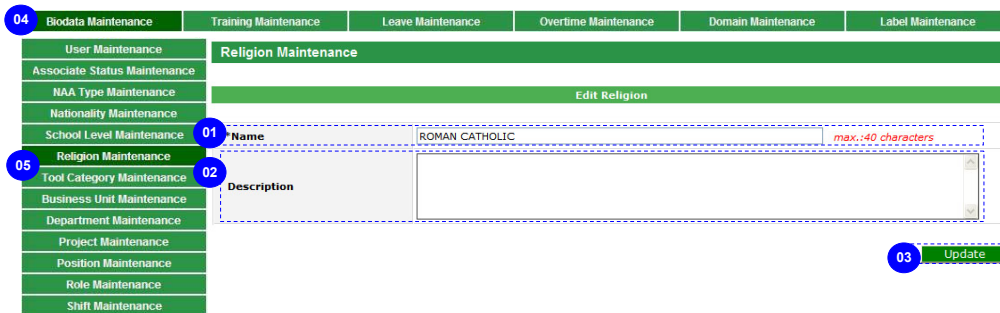 04 Biodata Maintenance Training Maintenance Leave Maintenance Overtime Maintenance Domain Maintenance Label Maintenance
User Maintenance
Religion Maintenance
Associate Status Maintenance
NAA Type Maintenance
Edit Religion
Nationality Maintenance
School Level Maintenance
01 *Name ROMAN CATHOLIC max.:40 characters
Religion Maintenance
05
Tool Category Maintenance
02
Description
Business Unit Maintenance
Department Maintenance
Project Maintenance
03 Update
Position Maintenance
Role Maintenance
Shift Maintenance